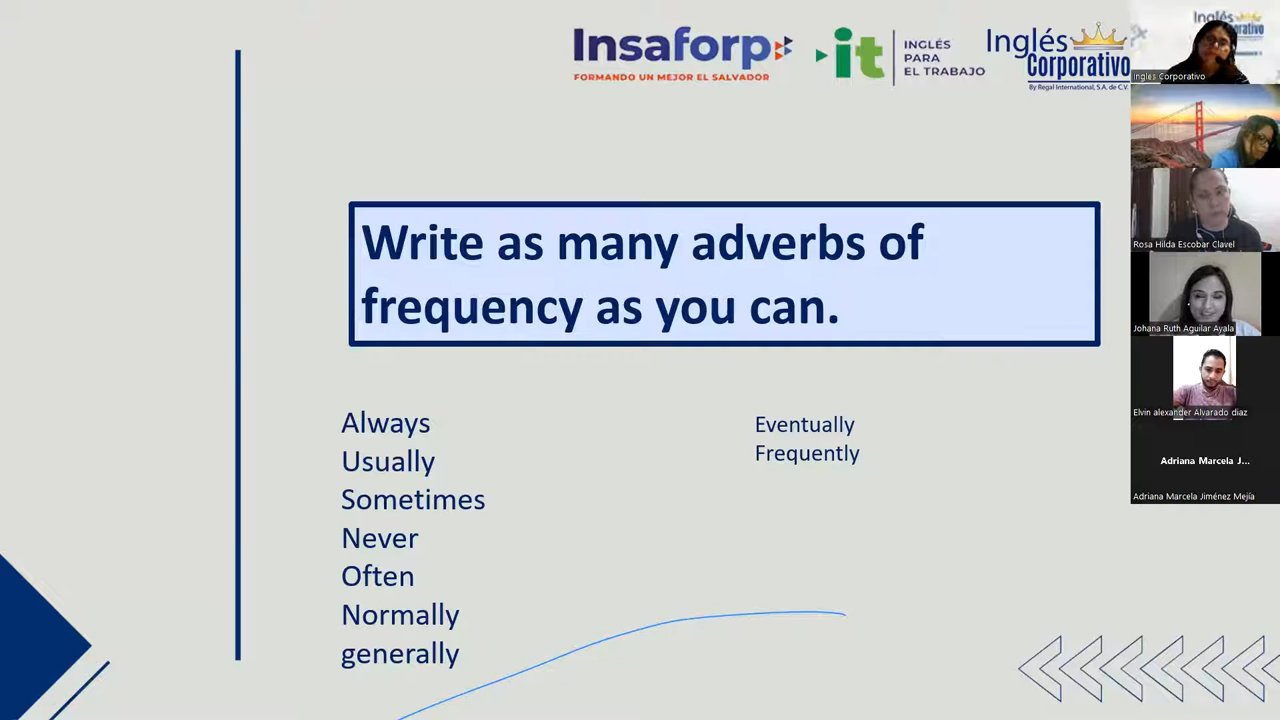 Insaforp
FORMANDO UN MEJOR EL SALVADOR
it
INGLÉS
PARA
EL TRABAJO
Inglés
Corporativo
By Regal International, S.A. de C.V.
Write as many adverbs of
frequency as you can.
Always
Usually
Sometimes
Never
Often
Normally
generally
Eventually
Frequently
Inglés
Ingles Corporativo
Rosa Hilda Escobar Clavel
Johana Ruth Aguilar Ayala
Elvin alexander Alvarado diaz
Adriana Marcela J...
Adriana Marcela Jiménez Mejía